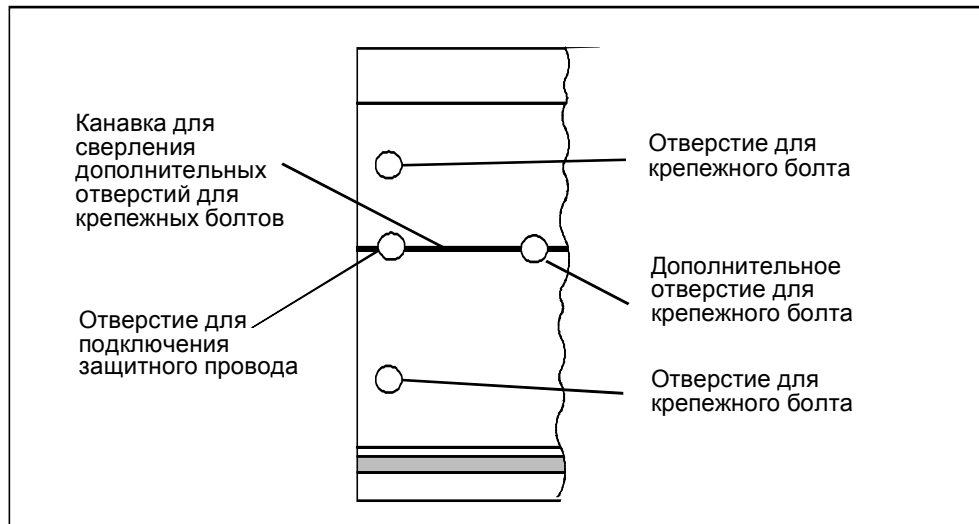 Канавка для
сверления
дополнительных
отверстий для
крепежных болтов
Отверстие для
подключения
защитного провода
Отверстие для
крепежного болта
Дополнительное
отверстие для
крепежного болта
Отверстие для
крепежного болта